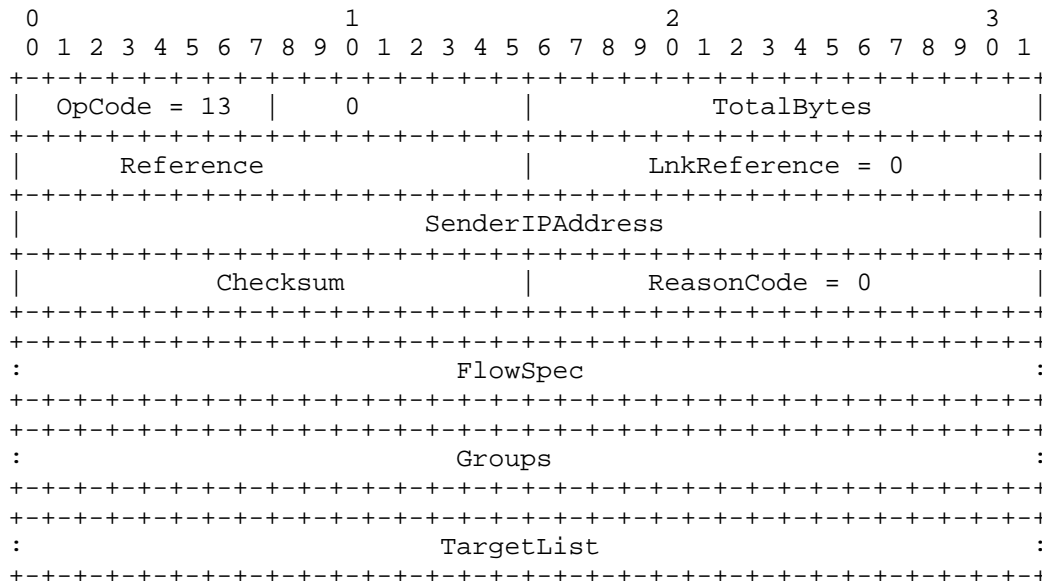 0                   1                   2                   3
 0 1 2 3 4 5 6 7 8 9 0 1 2 3 4 5 6 7 8 9 0 1 2 3 4 5 6 7 8 9 0 1
+-+-+-+-+-+-+-+-+-+-+-+-+-+-+-+-+-+-+-+-+-+-+-+-+-+-+-+-+-+-+-+-+
|  OpCode = 13  |    0          |           TotalBytes          |
+-+-+-+-+-+-+-+-+-+-+-+-+-+-+-+-+-+-+-+-+-+-+-+-+-+-+-+-+-+-+-+-+
|      Reference                |       LnkReference = 0        |
+-+-+-+-+-+-+-+-+-+-+-+-+-+-+-+-+-+-+-+-+-+-+-+-+-+-+-+-+-+-+-+-+
|                         SenderIPAddress                       |
+-+-+-+-+-+-+-+-+-+-+-+-+-+-+-+-+-+-+-+-+-+-+-+-+-+-+-+-+-+-+-+-+
|            Checksum           |       ReasonCode = 0          |
+-+-+-+-+-+-+-+-+-+-+-+-+-+-+-+-+-+-+-+-+-+-+-+-+-+-+-+-+-+-+-+-+
+-+-+-+-+-+-+-+-+-+-+-+-+-+-+-+-+-+-+-+-+-+-+-+-+-+-+-+-+-+-+-+-+
:                           FlowSpec                            :
+-+-+-+-+-+-+-+-+-+-+-+-+-+-+-+-+-+-+-+-+-+-+-+-+-+-+-+-+-+-+-+-+
+-+-+-+-+-+-+-+-+-+-+-+-+-+-+-+-+-+-+-+-+-+-+-+-+-+-+-+-+-+-+-+-+
:                           Groups                              :
+-+-+-+-+-+-+-+-+-+-+-+-+-+-+-+-+-+-+-+-+-+-+-+-+-+-+-+-+-+-+-+-+
+-+-+-+-+-+-+-+-+-+-+-+-+-+-+-+-+-+-+-+-+-+-+-+-+-+-+-+-+-+-+-+-+
:                          TargetList                           :
+-+-+-+-+-+-+-+-+-+-+-+-+-+-+-+-+-+-+-+-+-+-+-+-+-+-+-+-+-+-+-+-+